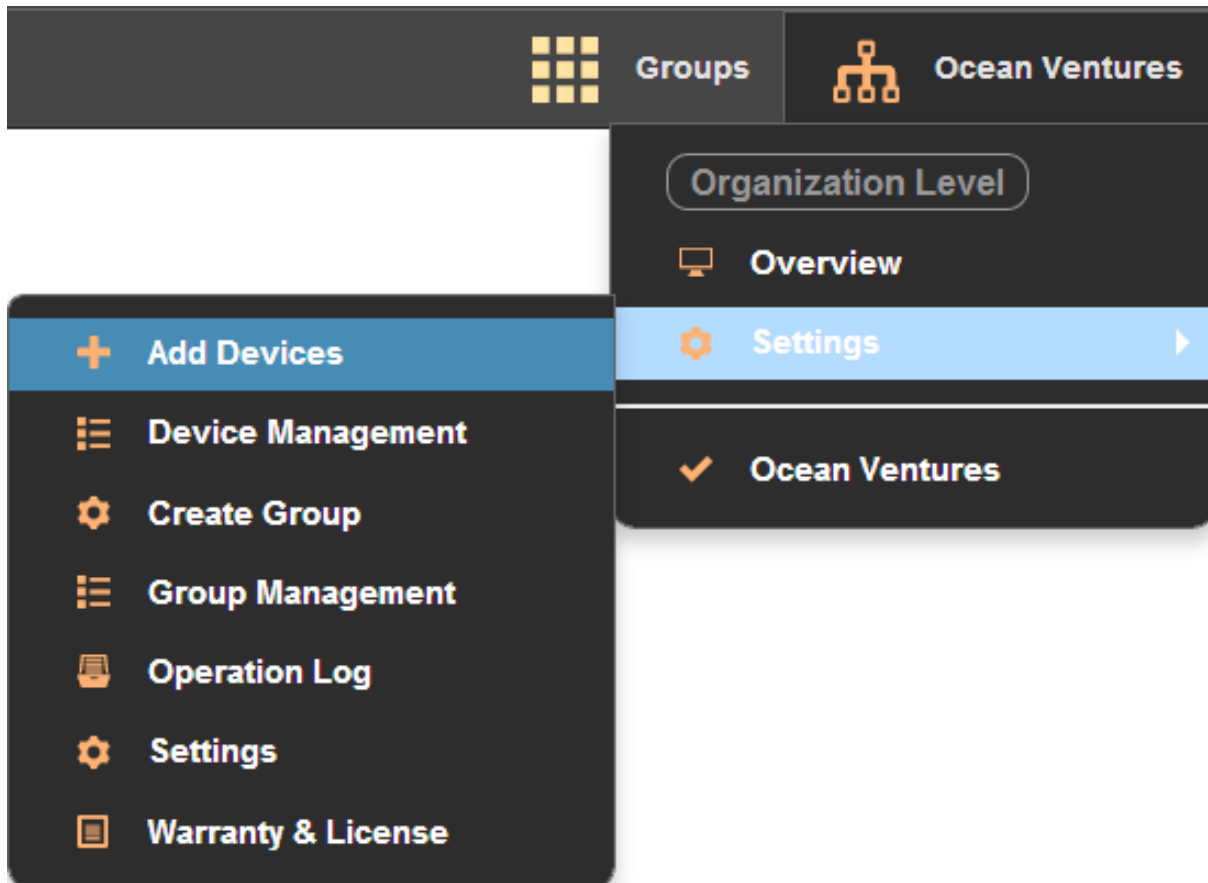 Groups
Ocean Ventures
Organization Level
Overview
Settings
Ocean Ventures
Add Devices
Device Management
Create Group
Group Management
Operation Log
Settings
Warranty & License